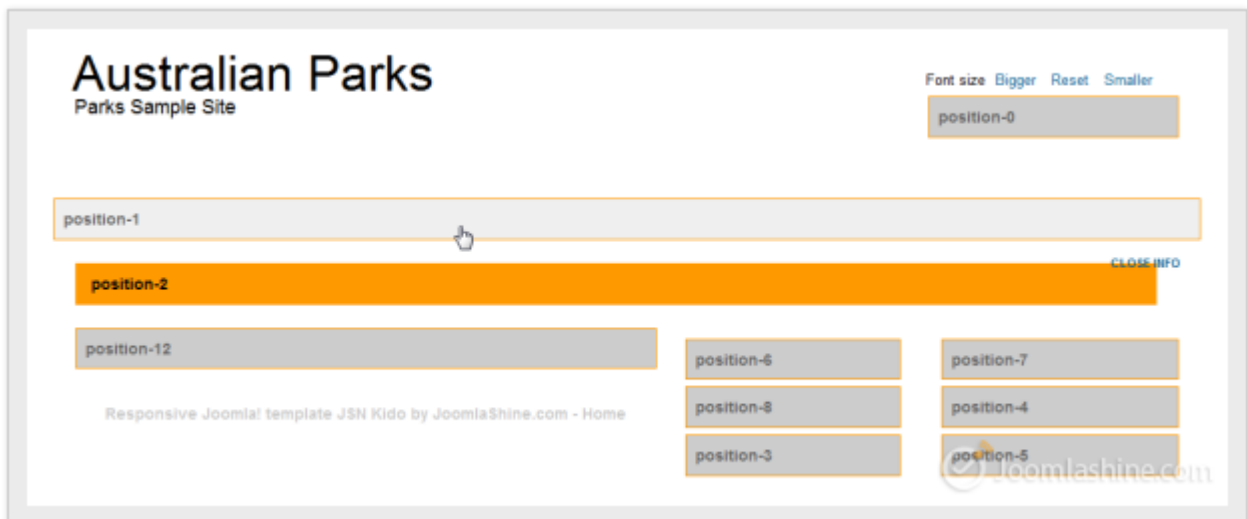 Australian Parks
Parks Sample Site
Font size Bigger Reset Smaller
position-0
position-1
CLOSE INFO
position-2
position-12
position-6
position-7
Responsive Joomla! template JSN Kido by JoomlaShine.com - Home
position-8
position-4
position-3
position-5
Joomlashine.com